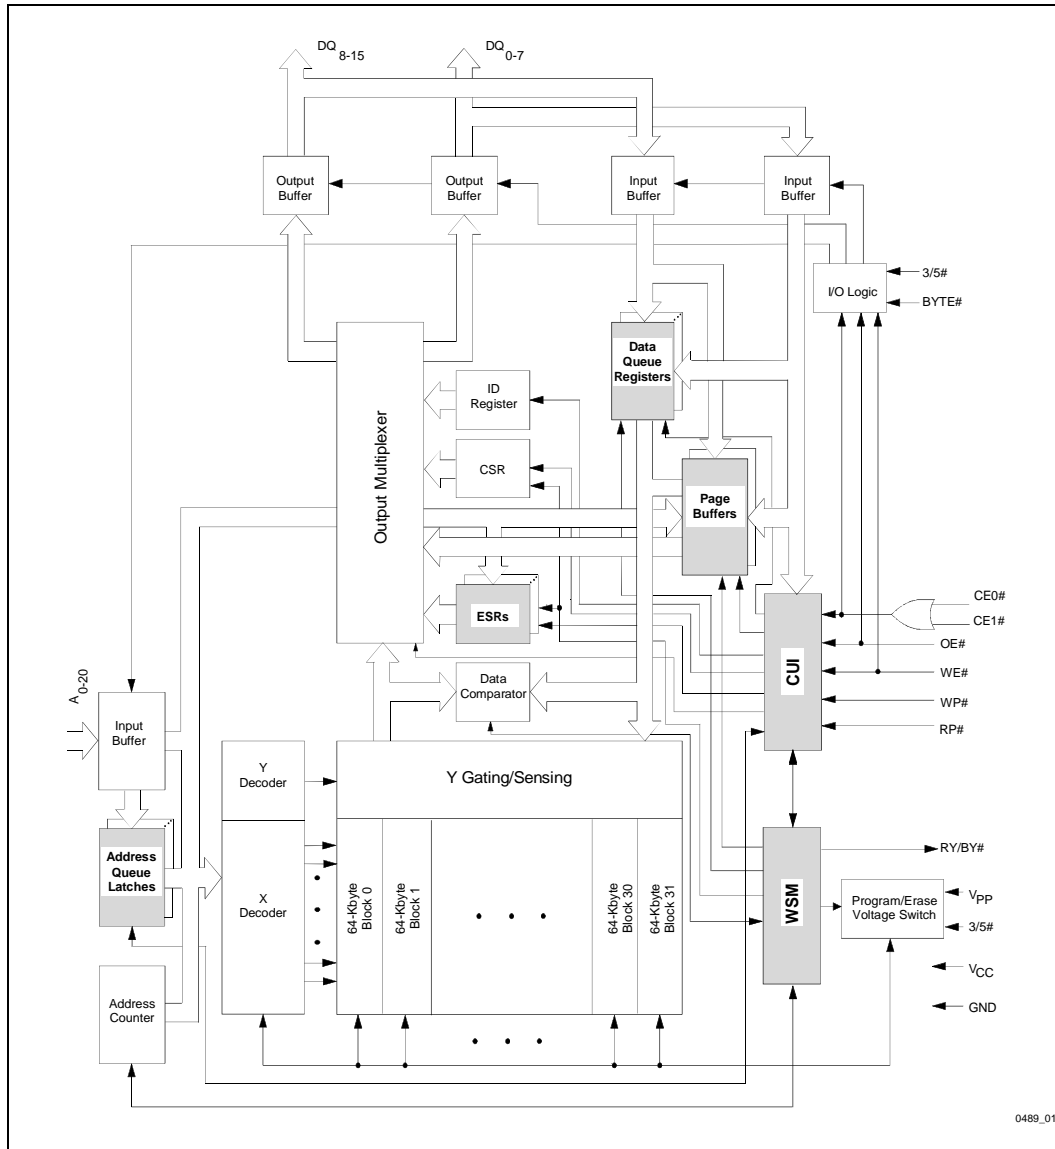 DQ 8-15
DQ 0-7
Output
Buffer
Output
Buffer
Input
Buffer
Input
Buffer
3/5#
I/O Logic
BYTE#
Data
Queue
Registers
ID
Register
Output Multiplexer
CSR
Page
Buffers
ESRs
CE0#
CE1#
OE#
CUI
WE#
WP#
RP#
Data
Comparator
A0-20
Input
Buffer
Y
Decoder
Y Gating/Sensing
Address
Queue
Latches
X
Decoder
64-Kbyte
Block 0
64-Kbyte
Block 1
64-Kbyte
Block 30
64-Kbyte
Block 31
WSM
RY/BY#
Program/Erase
Voltage Switch
VPP
3/5#
VCC
GND
Address
Counter
0489_01